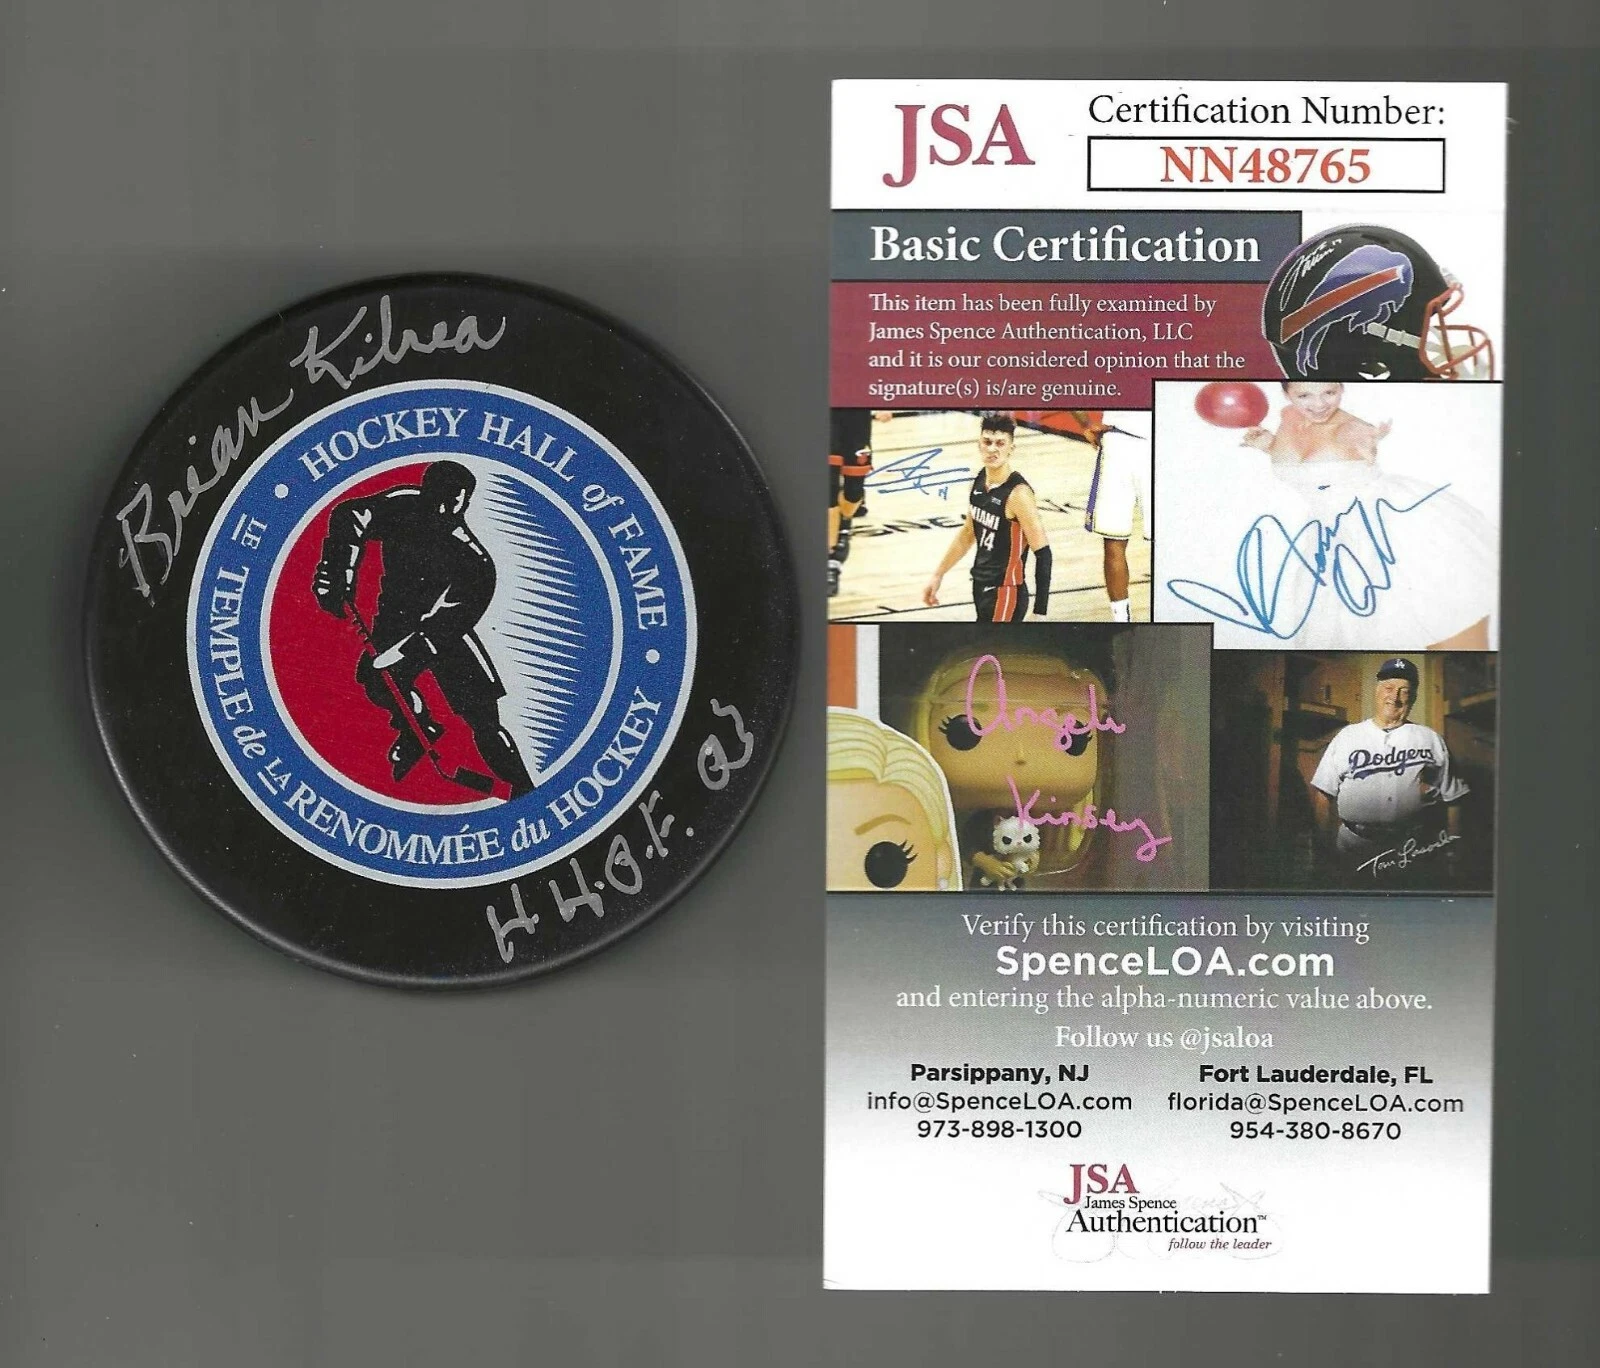 Brian Kilrea
HOCKEY HALL of FAME
LE TEMPLE de LA RENOMMÉE du HOCKEY
H.H.O.F. 03
JSA
Certification Number:
NN48765
Basic Certification
This item has been fully examined by
James Spence Authentication, LLC
and it is our considered opinion that the
signature(s) is/are genuine.
MIAMI
14
Angela
Kinsey
LA
Dodgers
Tom Lasorda
Verify this certification by visiting
SpenceLOA.com
and entering the alpha-numeric value above.
Follow us @jsaloa
Parsippany, NJ
info@SpenceLOA.com
973-898-1300
Fort Lauderdale, FL
florida@SpenceLOA.com
954-380-8670
JSA
James Spence
Authentication™
follow the leader